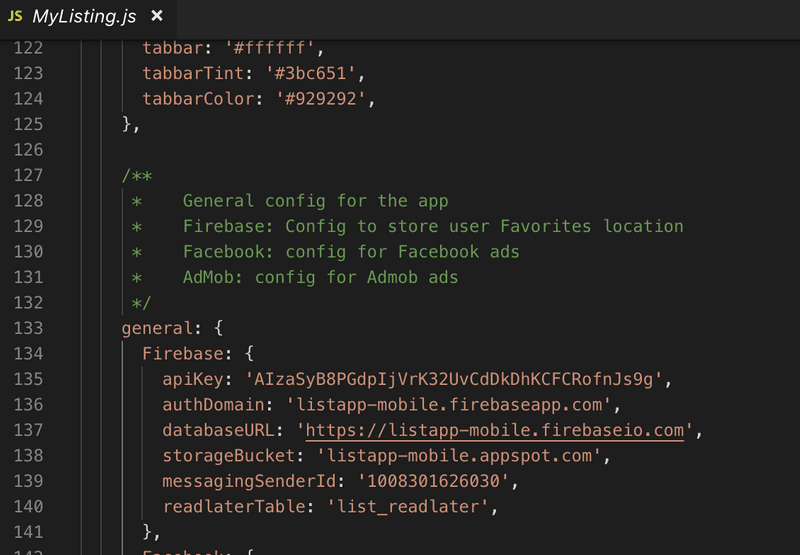 JS MyListing.js ×
122 tabbar: '#ffffff',
123 tabbarTint: '#3bc651',
124 tabbarColor: '#929292',
125 },
126
127 /**
128 * General config for the app
129 * Firebase: Config to store user Favorites location
130 * Facebook: config for Facebook ads
131 * AdMob: config for Admob ads
132 */
133 general: {
134 Firebase: {
135 apiKey: 'AIzaSyB8PGdpIjVrK32UvCdDkDhKCFCRofnJs9g',
136 authDomain: 'listapp-mobile.firebaseapp.com',
137 databaseURL: 'https://listapp-mobile.firebaseio.com',
138 storageBucket: 'listapp-mobile.appspot.com',
139 messagingSenderId: '1008301626030',
140 readlaterTable: 'list_readlater',
141 },
142 Facebook: {